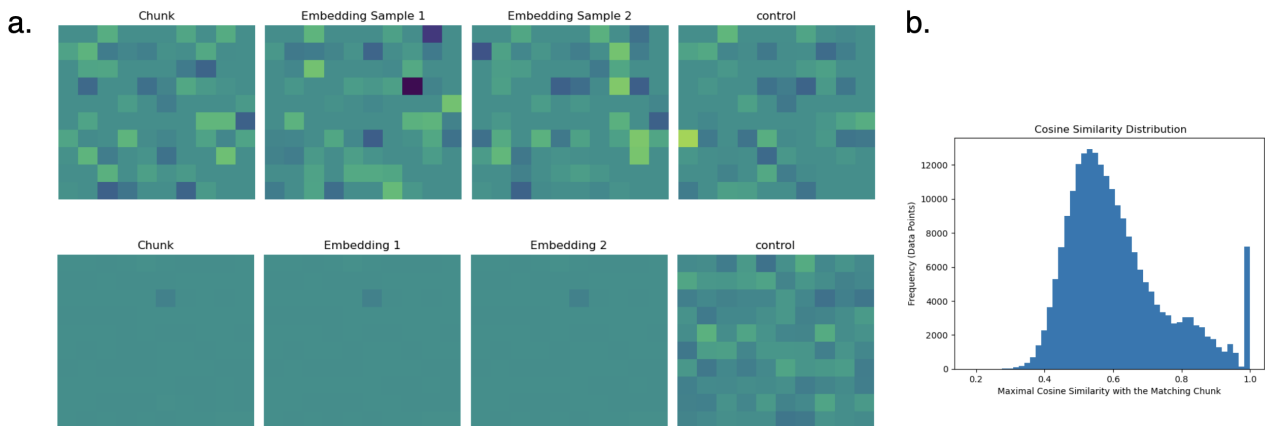 a.
Chunk
Embedding Sample 1
Embedding Sample 2
control
Chunk
Embedding 1
Embedding 2
control
b.
Cosine Similarity Distribution
Frequency (Data Points)
12000
10000
8000
6000
4000
2000
0
0.2 0.4 0.6 0.8 1.0
Maximal Cosine Similarity with the Matching Chunk